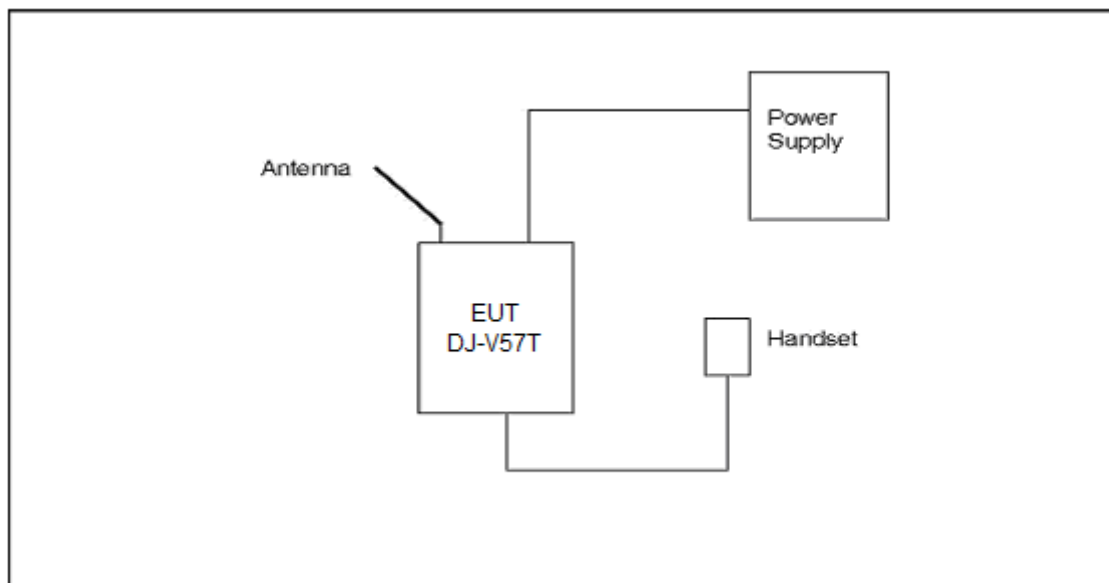 Power
Supply
Antenna
EUT
DJ-V57T
Handset